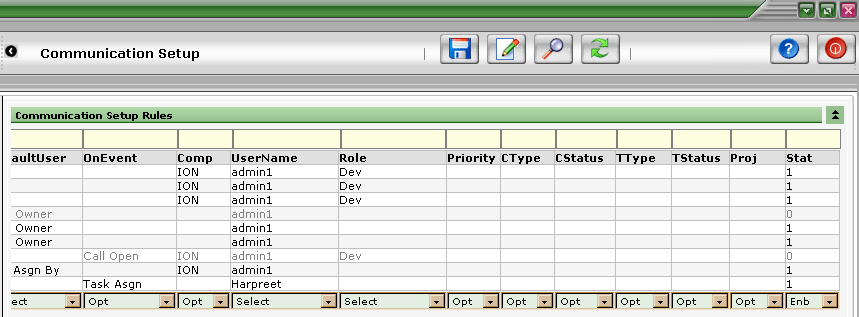 Communication Setup
Communication Setup Rules
aultUser OnEvent Comp UserName Role Priority CType CStatus TType TStatus Proj Stat
ION admin1 Dev 1
ION admin1 Dev 1
ION admin1 Dev 1
Owner admin1 0
Owner admin1 1
Owner admin1 1
Call Open ION admin1 Dev 0
Asgn By ION admin1 1
Task Asgn Harpreet 1
ect Opt Opt Select Select Opt Opt Opt Opt Opt Opt Enb